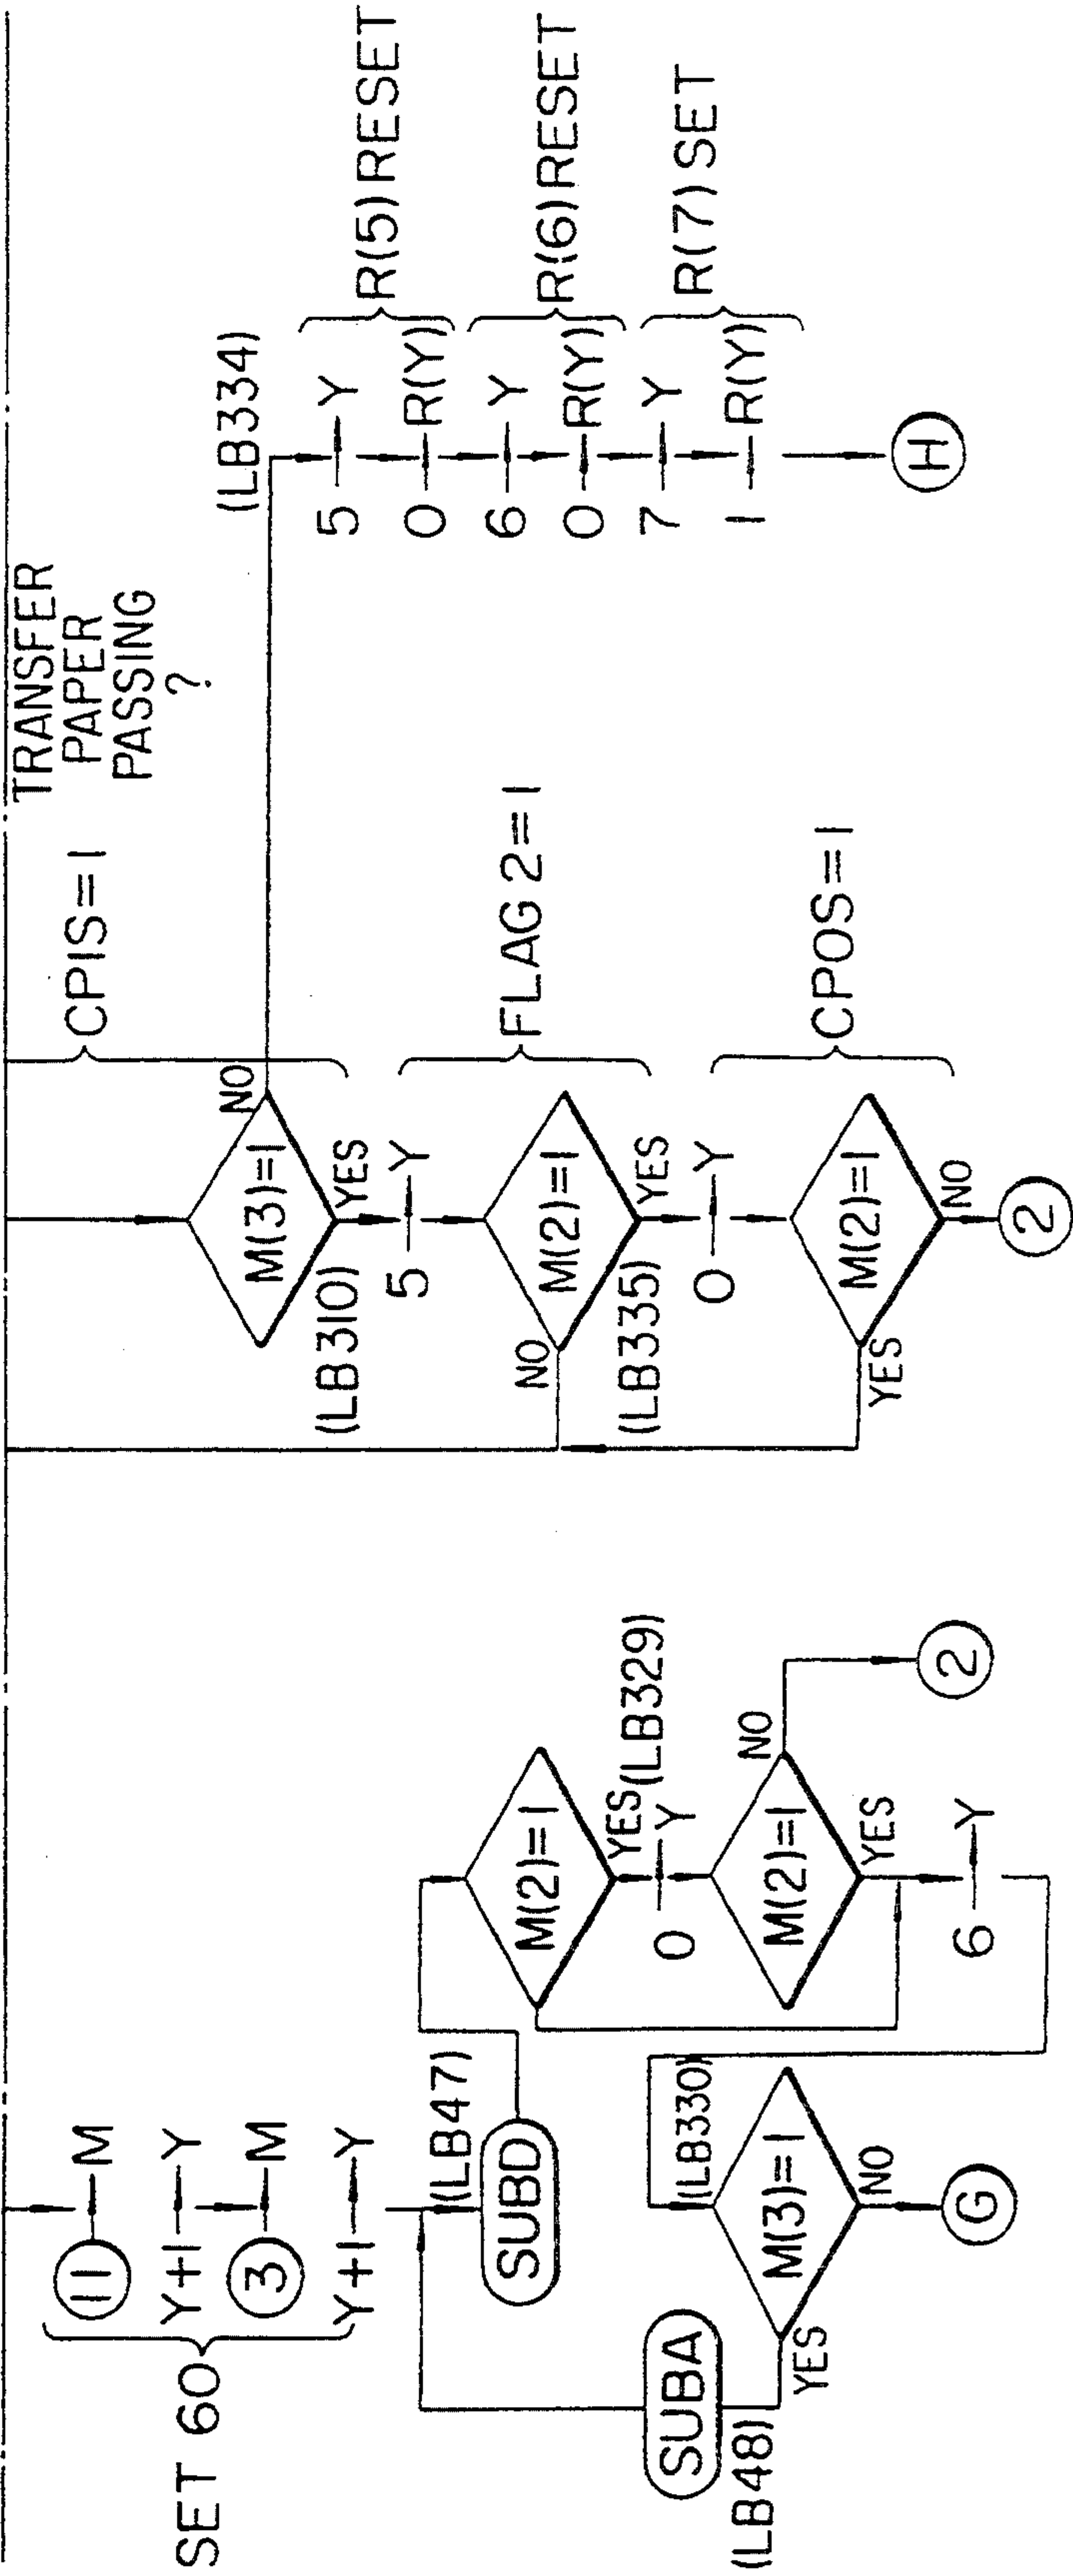 SET 60
11 → M
Y+1 → Y
3 → M
Y+1 → Y
(LB47)
SUBD
M(2)=1
YES
(LB329)
0 → Y
M(2)=1
NO
2
YES
6 → Y
(LB330)
M(3)=1
NO
G
YES
SUBA
(LB48)
CPIS=1
M(3)=1
NO
YES
(LB310)
5 → Y
FLAG 2=1
M(2)=1
NO
YES
(LB335)
0 → Y
CPOS=1
M(2)=1
YES
NO
2
TRANSFER
PAPER
PASSING
?
(LB334)
5 → Y
0 → R(Y)
R(5) RESET
6 → Y
0 → R(Y)
R(6) RESET
7 → Y
1 → R(Y)
R(7) SET
H